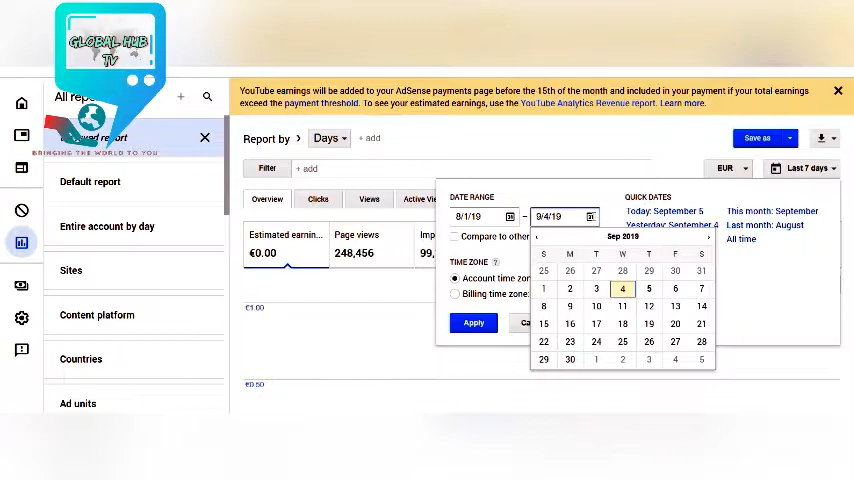 GLOBAL HUB
TV
BRINGING THE WORLD TO YOU
All
Default report
Entire account by day
Sites
Content platform
Countries
Ad units
YouTube earnings will be added to your AdSense payments page before the 15th of the month and included in your payment if your total earnings
exceed the payment threshold. To see your estimated earnings, use the YouTube Analytics Revenue report. Learn more.
Report by Days + add
Save as
Filter + add
EUR Last 7 days
Overview Clicks Views Active
Estimated earnin... Page views
€0.00 248,456 99,
€1.00
€0.50
DATE RANGE
8/1/19 – 9/4/19
Compare to other
TIME ZONE ?
Account time
Billing time zone:
Apply
QUICK DATES
Today: September 5 This month: September
Yesterday: September 4 Last month: August
All time
Sep 2019
S M T W T F S
25 26 27 28 29 30 31
1 2 3 4 5 6 7
8 9 10 11 12 13 14
15 16 17 18 19 20 21
22 23 24 25 26 27 28
29 30 1 2 3 4 5